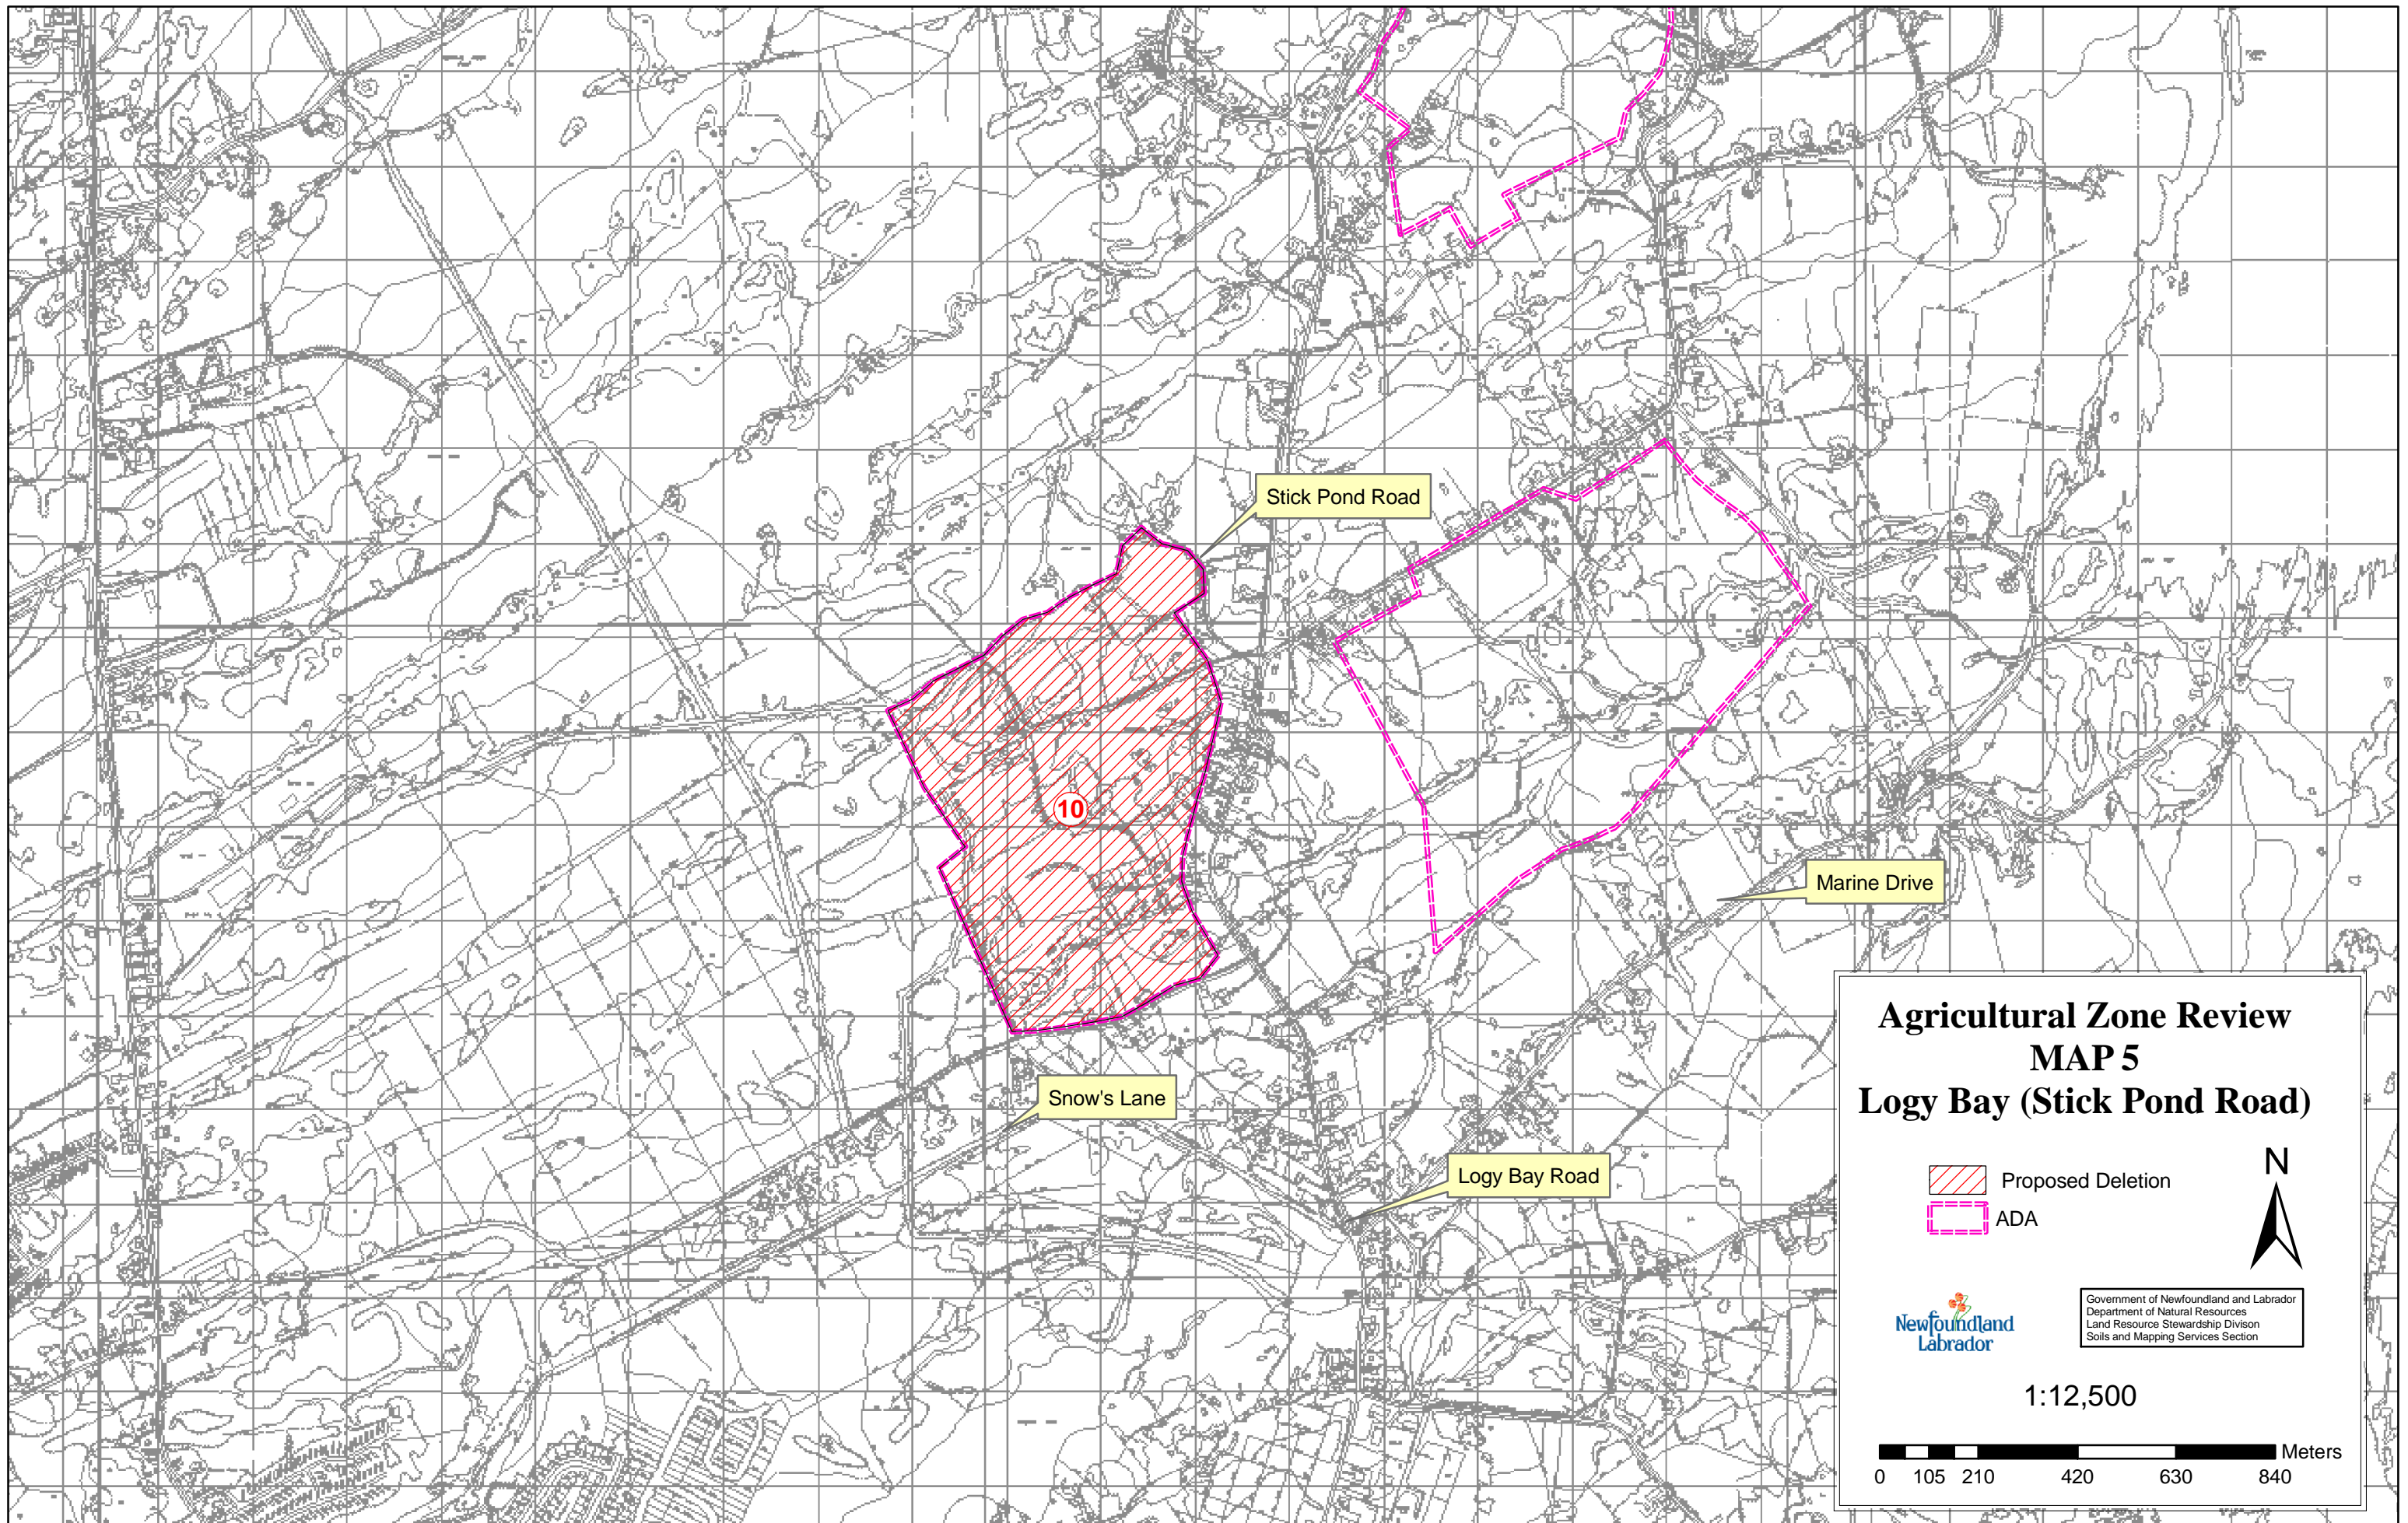 Stick Pond Road
10
Marine Drive
Snow's Lane
Logy Bay Road
Agricultural Zone Review
MAP 5
Logy Bay (Stick Pond Road)
Proposed Deletion
ADA
N
Newfoundland
Labrador
Government of Newfoundland and Labrador
Department of Natural Resources
Land Resource Stewardship Divison
Soils and Mapping Services Section
1:12,500
Meters
0 105 210 420 630 840